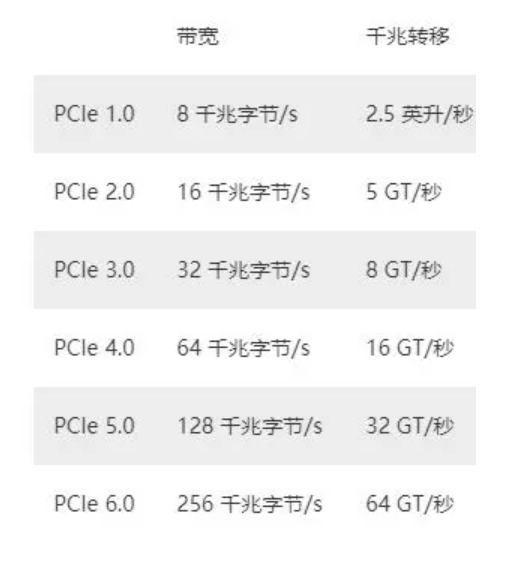 带宽 千兆转移
PCIe 1.0 8 千兆字节/s 2.5 英升/秒
PCIe 2.0 16 千兆字节/s 5 GT/秒
PCIe 3.0 32 千兆字节/s 8 GT/秒
PCIe 4.0 64 千兆字节/s 16 GT/秒
PCIe 5.0 128 千兆字节/s 32 GT/秒
PCIe 6.0 256 千兆字节/s 64 GT/秒